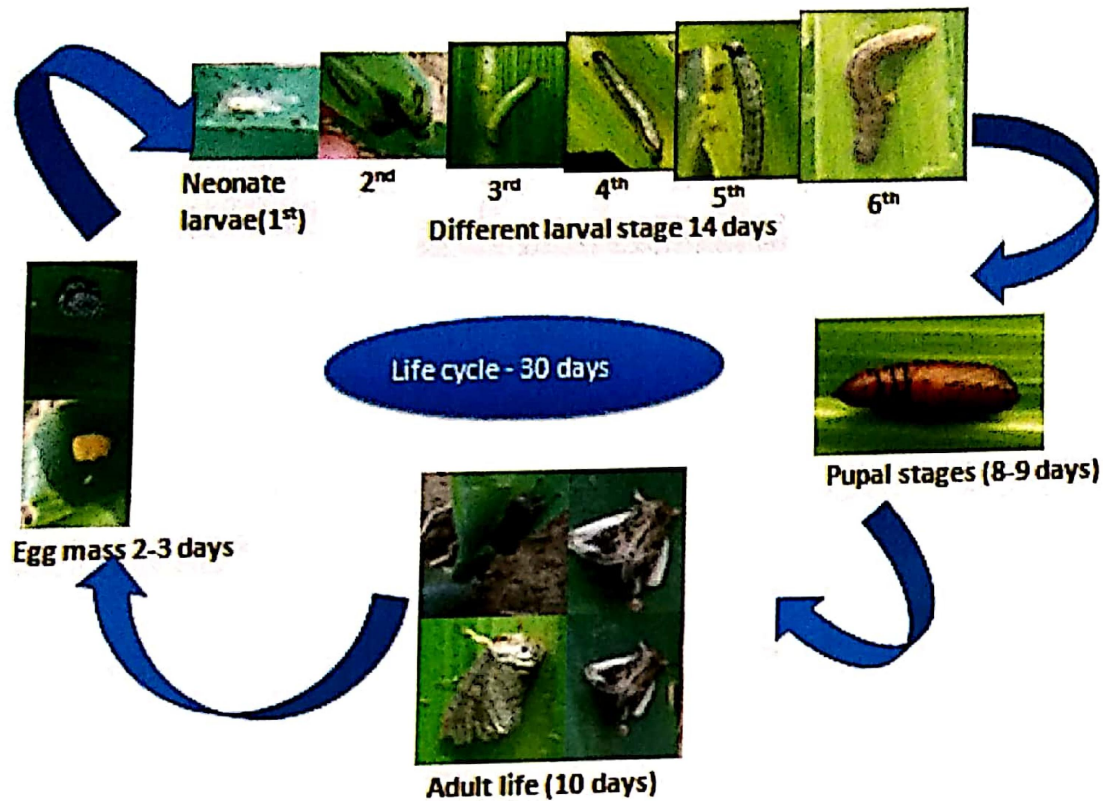 Neonate
larvae(1st)
2nd
3rd
4th
5th
6th
Different larval stage 14 days
Life cycle - 30 days
Pupal stages (8-9 days)
Egg mass 2-3 days
Adult life (10 days)